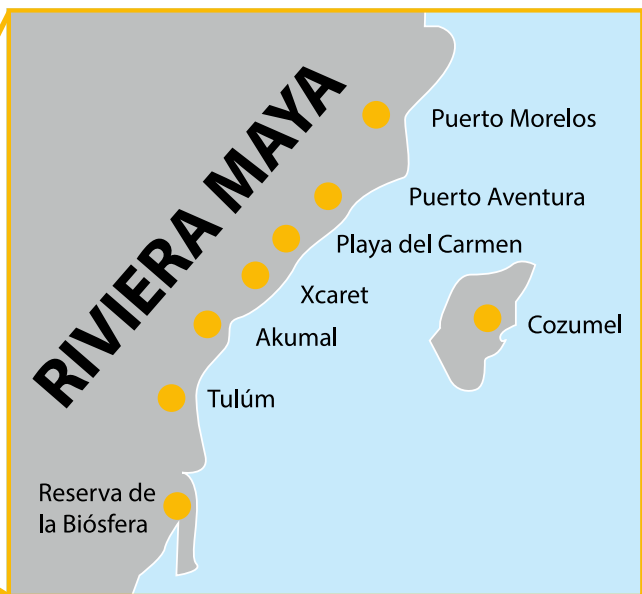 RIVIERA MAYA
Puerto Morelos
Puerto Aventura
Playa del Carmen
Xcaret
Cozumel
Akumal
Tulúm
Reserva de
la Biósfera